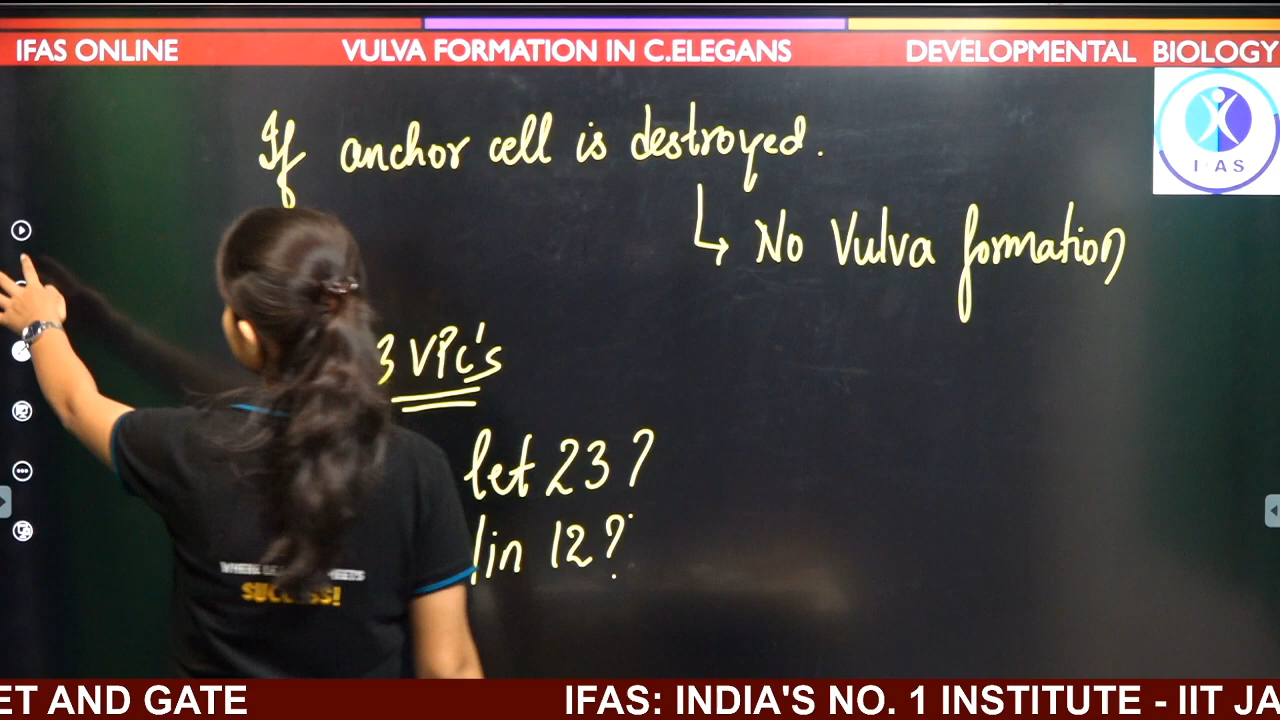 IFAS ONLINE VULVA FORMATION IN C.ELEGANS DEVELOPMENTAL BIOLOGY
If anchor cell is destroyed.
IFAS
↳ No Vulva formation
3 VPC's
let 23 ?
lin 12 ?
SUCCESS!
ET AND GATE IFAS: INDIA'S NO. 1 INSTITUTE - IIT JA